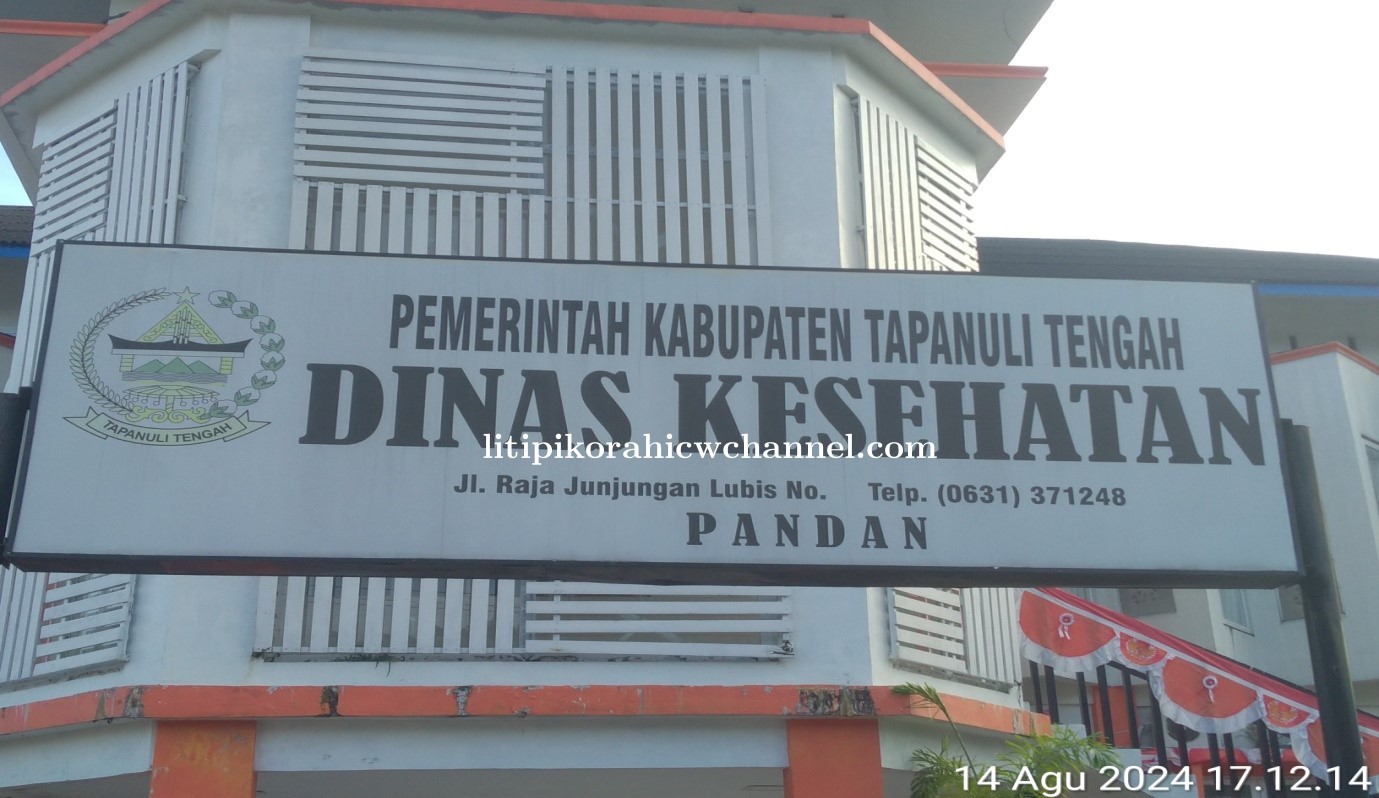 PEMERINTAH KABUPATEN TAPANULI TENGAH
DINAS KESEHATAN
TAPANULI TENGAH
litipikorahicwchannel.com
Jl. Raja Junjungan Lubis No. Telp. (0631) 371248
PANDAN
14 Agu 2024 17.12.14